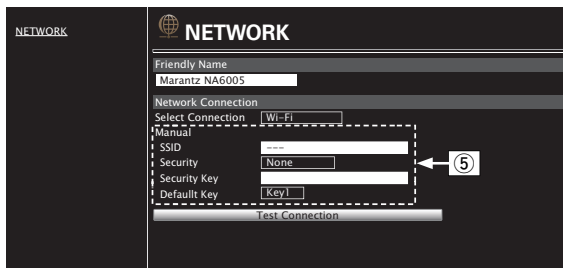 NETWORK
NETWORK
Friendly Name
Marantz NA6005
Network Connection
Select Connection Wi-Fi
Manual
SSID ---
Security None
Security Key
Defaullt Key Key1
⑤
Test Connection